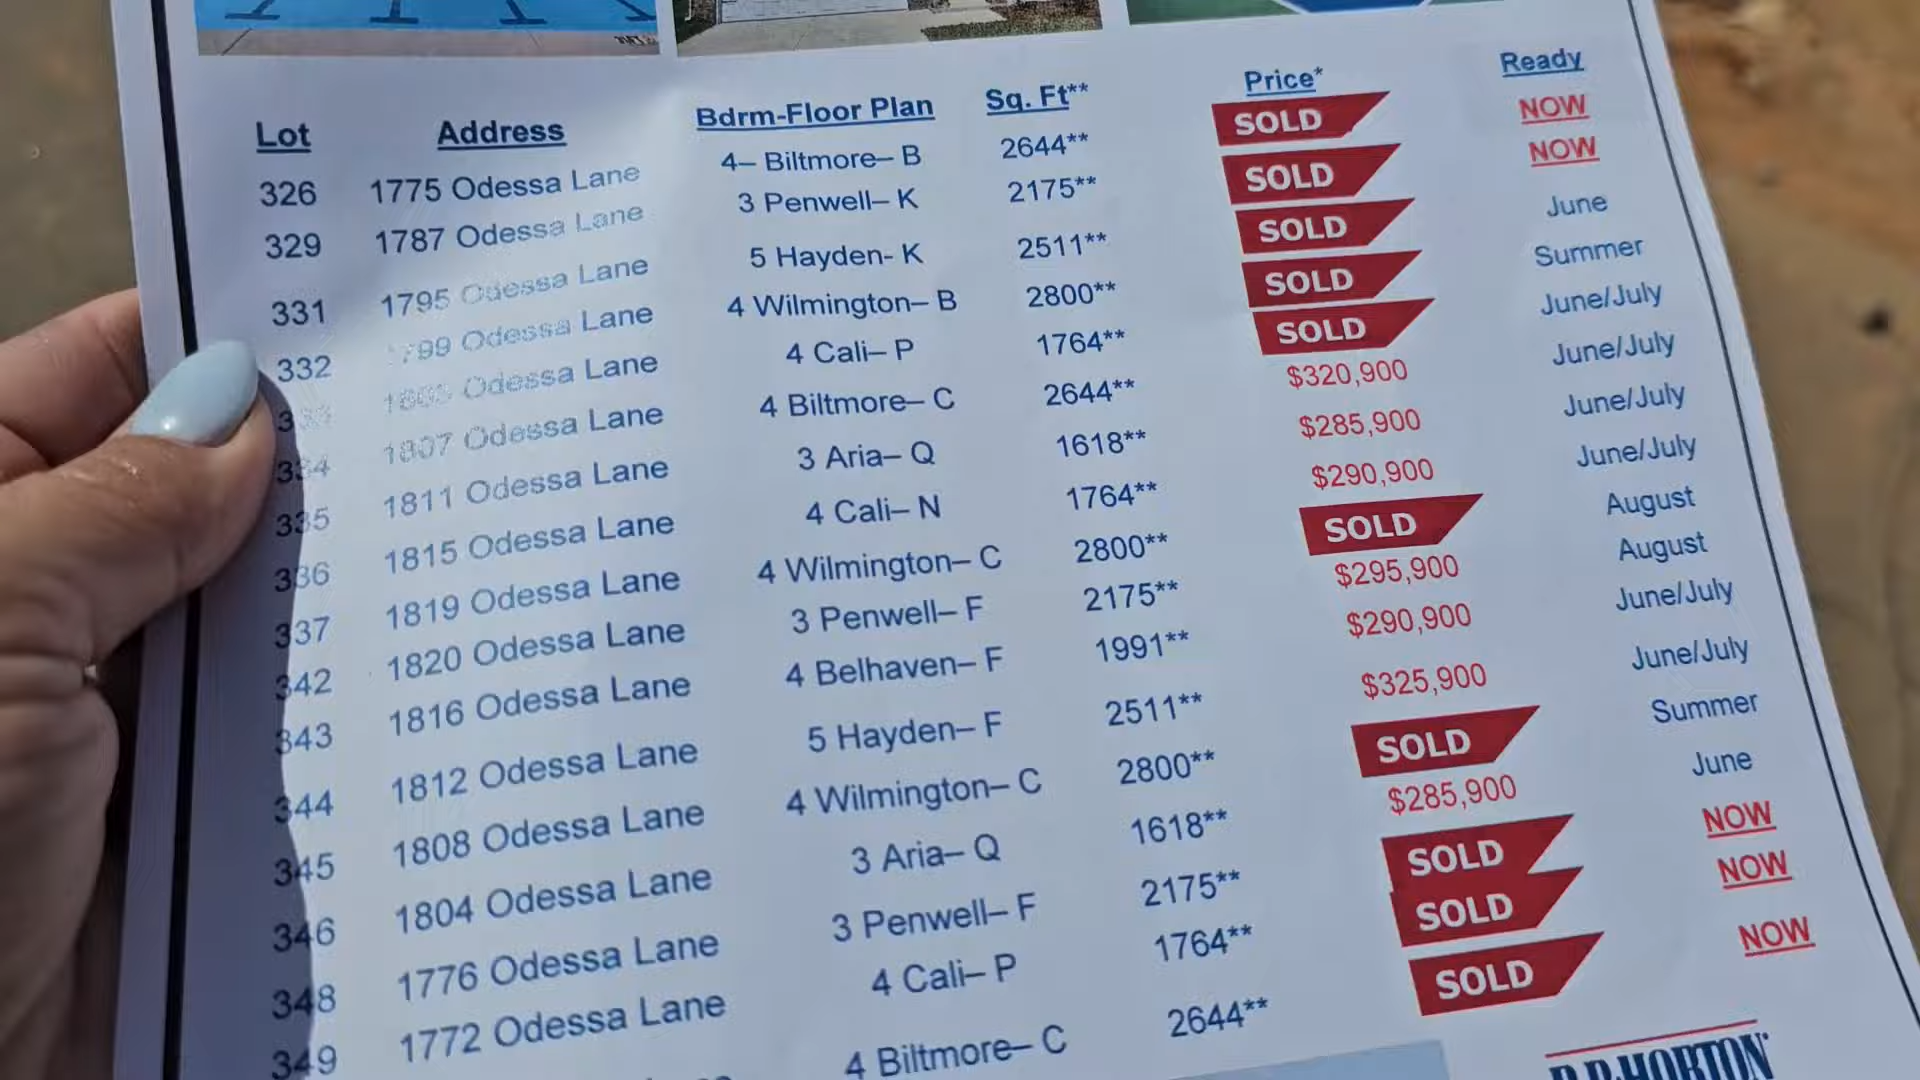 Lot Address Bdrm-Floor Plan Sq. Ft** Price* Ready
326 1775 Odessa Lane 4– Biltmore– B 2644** SOLD NOW
329 1787 Odessa Lane 3 Penwell– K 2175** SOLD NOW
331 1795 Odessa Lane 5 Hayden- K 2511** SOLD June
332 1799 Odessa Lane 4 Wilmington– B 2800** SOLD Summer
333 1803 Odessa Lane 4 Cali– P 1764** SOLD June/July
334 1807 Odessa Lane 4 Biltmore– C 2644** $320,900 June/July
335 1811 Odessa Lane 3 Aria– Q 1618** $285,900 June/July
336 1815 Odessa Lane 4 Cali– N 1764** $290,900 June/July
337 1819 Odessa Lane 4 Wilmington– C 2800** SOLD August
342 1820 Odessa Lane 3 Penwell– F 2175** $295,900 August
343 1816 Odessa Lane 4 Belhaven– F 1991** $290,900 June/July
344 1812 Odessa Lane 5 Hayden– F 2511** $325,900 June/July
345 1808 Odessa Lane 4 Wilmington– C 2800** SOLD Summer
346 1804 Odessa Lane 3 Aria– Q 1618** $285,900 June
348 1776 Odessa Lane 3 Penwell– F 2175** SOLD NOW
349 1772 Odessa Lane 4 Cali– P 1764** SOLD NOW
4 Biltmore– C 2644** SOLD NOW
D.R. HORTON